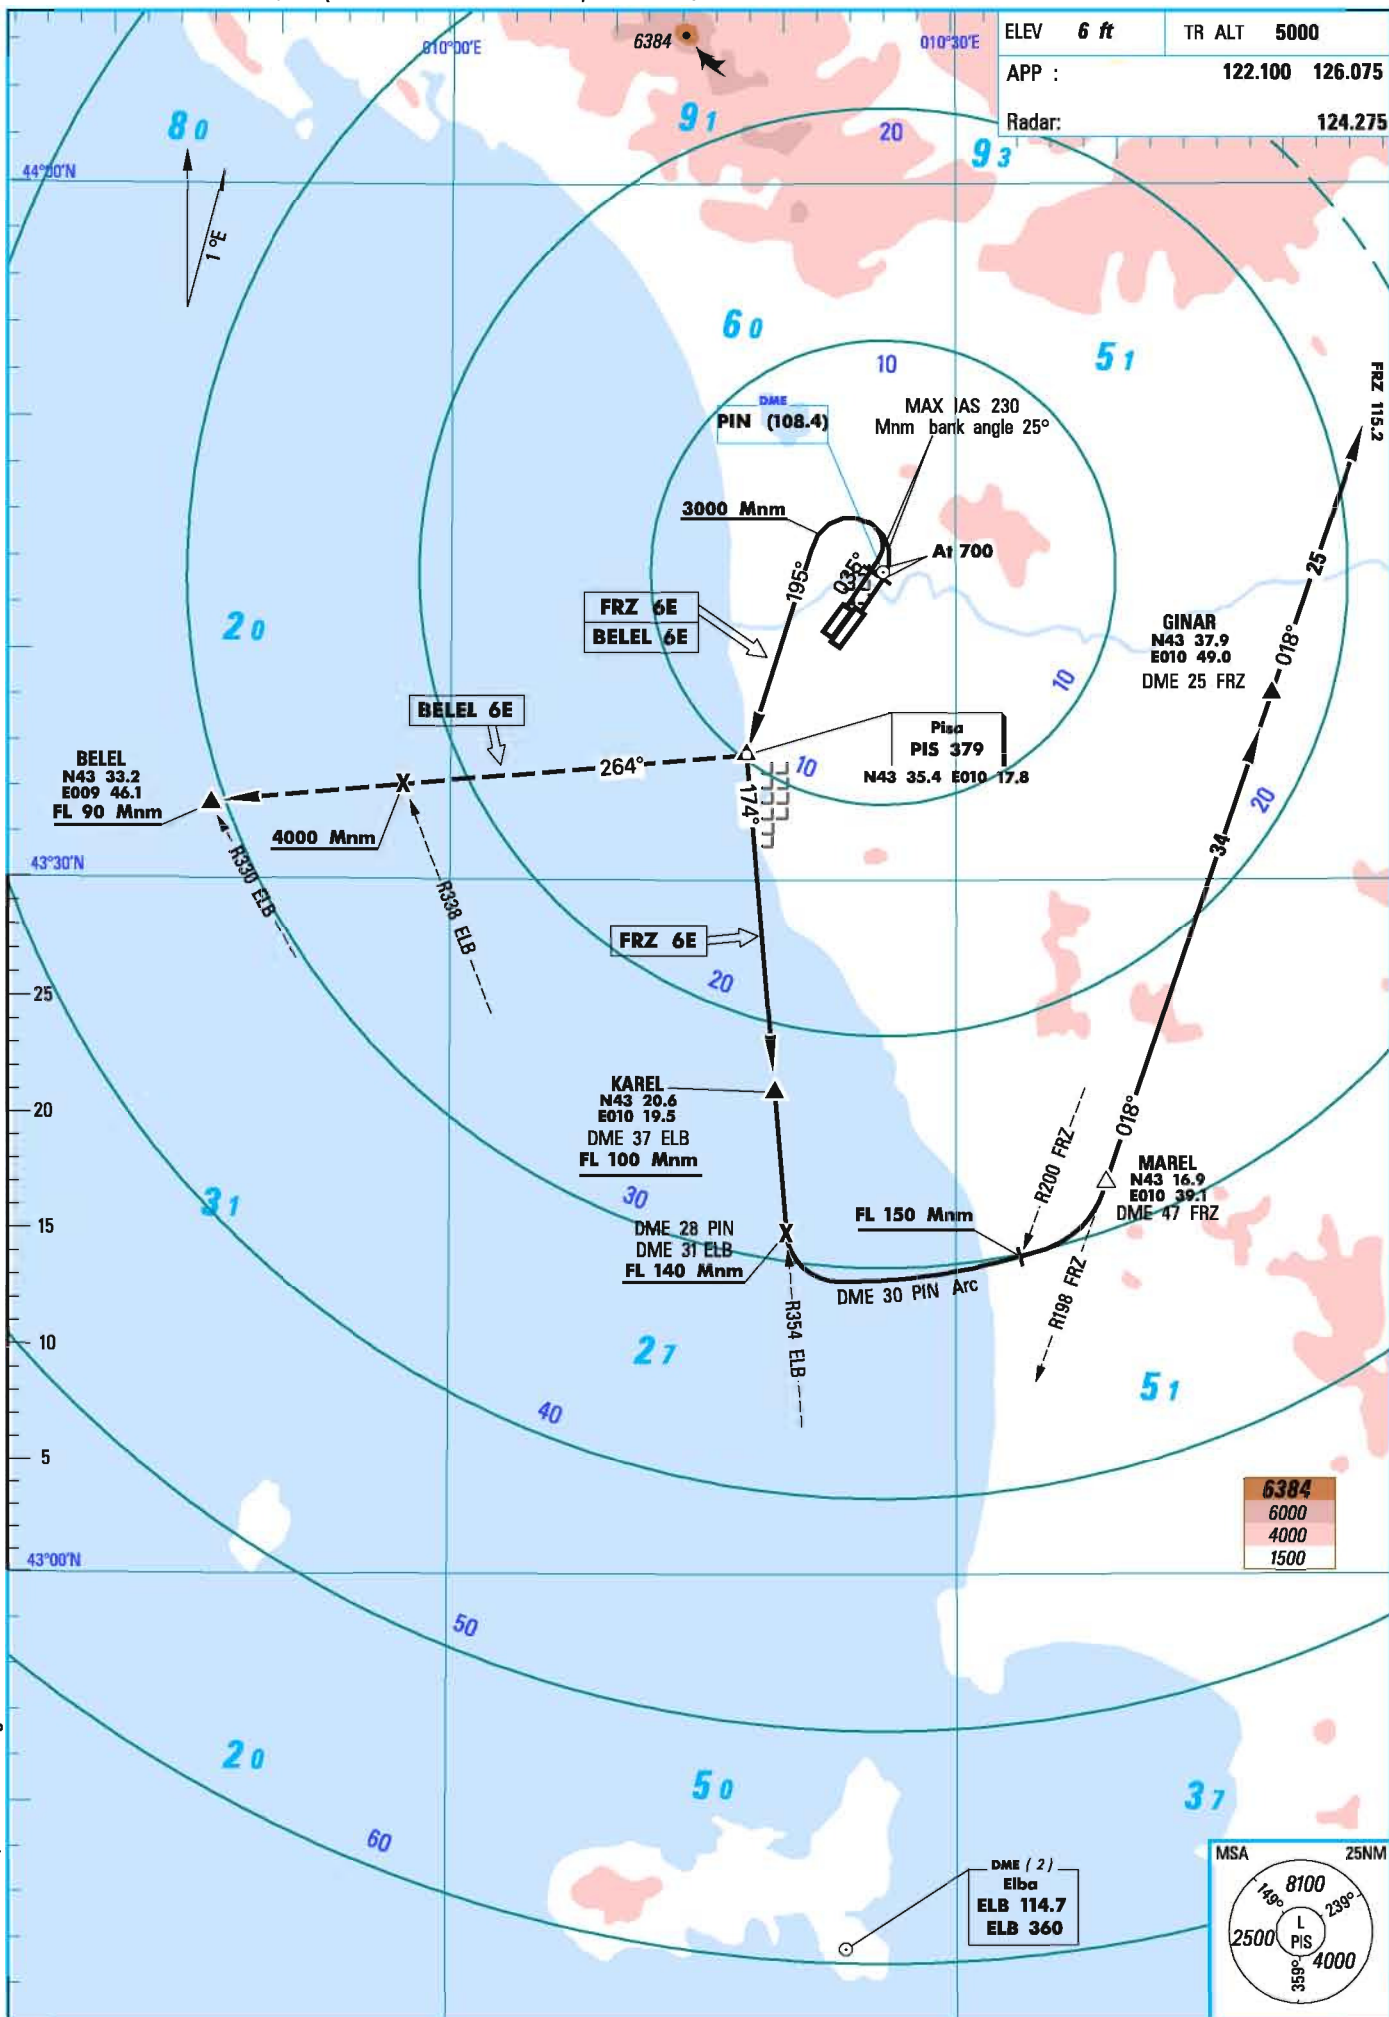 ELEV 6 ft TR ALT 5000
APP : 122.100 126.075
Radar: 124.275
6384
010°00'E
010°30'E
80
91
20
93
44°00'N
1°E
60
51
10
FRZ 115.2
DME
PIN (108.4)
MAX IAS 230
Mnm bank angle 25°
3000 Mnm
At 700
035°
195°
25
FRZ 6E
BELEL 6E
20
GINAR
N43 37.9
E010 49.0
DME 25 FRZ
018°
10
BELEL 6E
Pisa
PIS 379
N43 35.4 E010 17.8
10
264°
174°
BELEL
N43 33.2
E009 46.1
FL 90 Mnm
4000 Mnm
20
34
R330 ELB
R338 ELB
43°30'N
FRZ 6E
20
25
KAREL
N43 20.6
E010 19.5
DME 37 ELB
FL 100 Mnm
20
018°
R200 FRZ
MAREL
N43 16.9
E010 39.1
DME 47 FRZ
31
30
15
DME 28 PIN
DME 31 ELB
FL 140 Mnm
FL 150 Mnm
DME 30 PIN Arc
R198 FRZ
R354 ELB
10
27
51
40
5
6384
6000
4000
1500
43°00'N
50
20
50
37
60
DME (2)
Elba
ELB 114.7
ELB 360
MSA 25NM
8100
149°
239°
L
PIS
2500
4000
359°